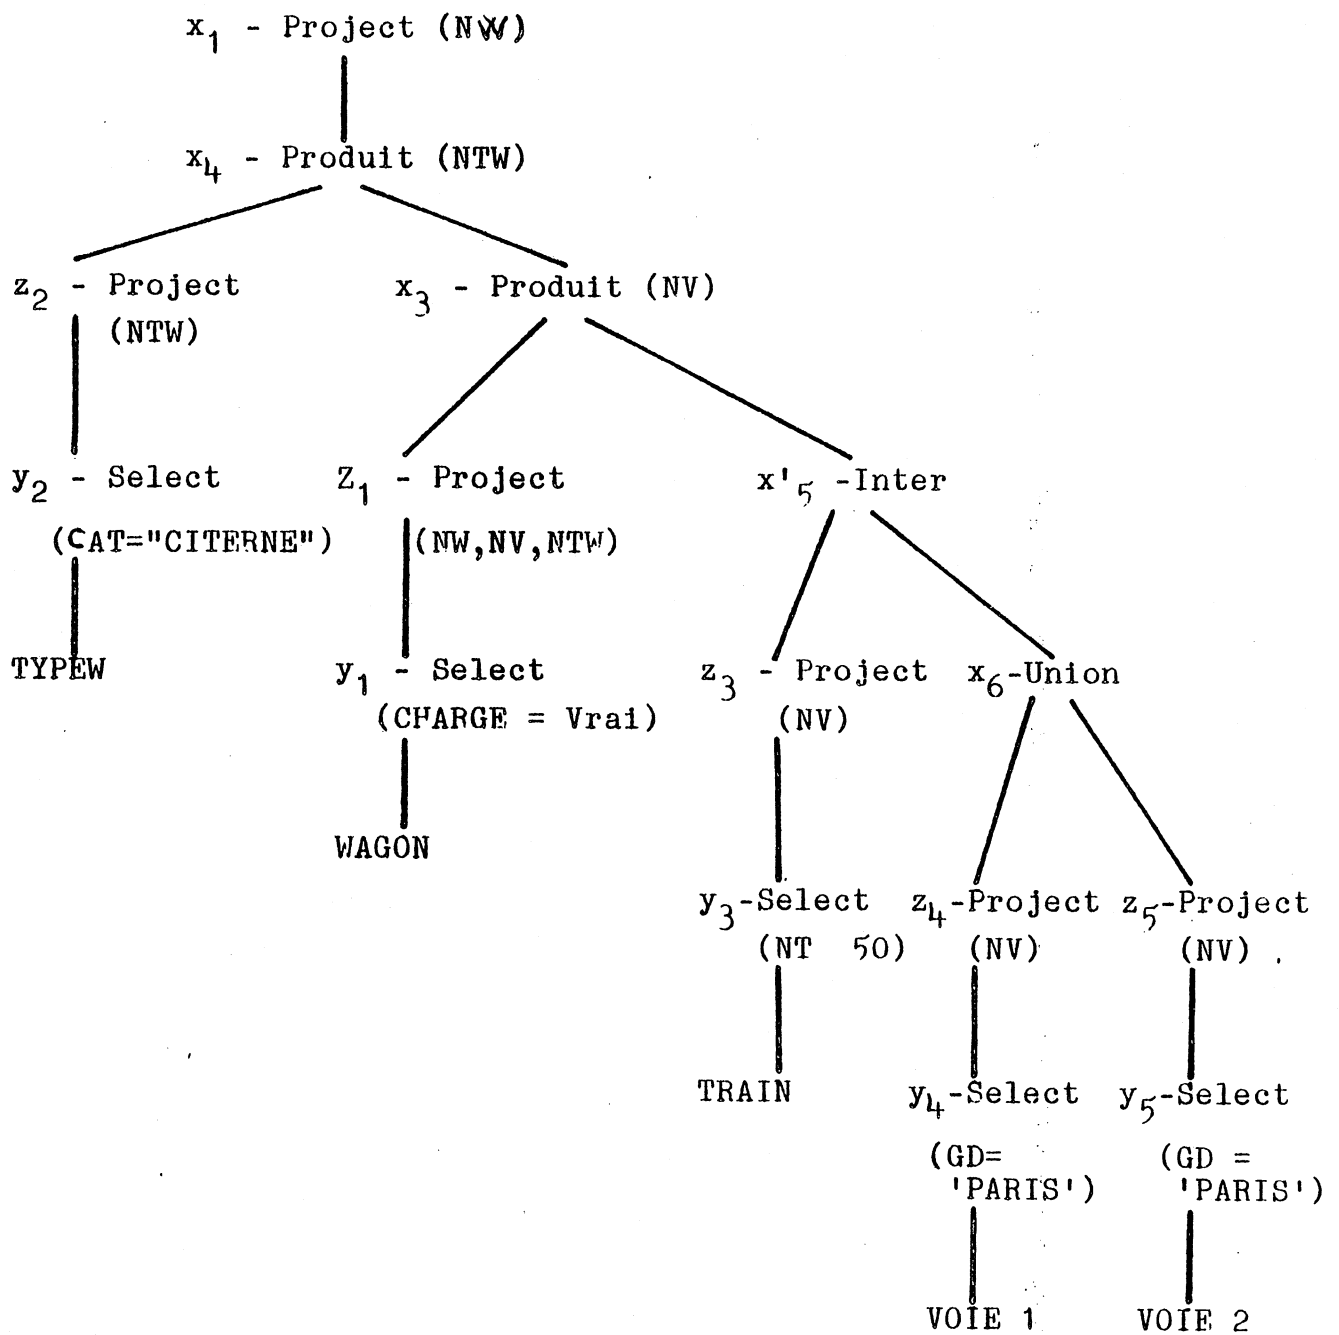 x1 - Project (NW)
x4 - Produit (NTW)
z2 - Project x3 - Produit (NV)
(NTW)
y2 - Select Z1 - Project x'5 -Inter
(CAT="CITERNE") (NW,NV,NTW)
TYPEW y1 - Select z3 - Project x6-Union
(CHARGE = Vrai) (NV)
WAGON
y3-Select z4-Project z5-Project
(NT 50) (NV) (NV)
TRAIN y4-Select y5-Select
(GD= (GD =
'PARIS') 'PARIS')
VOIE 1 VOIE 2